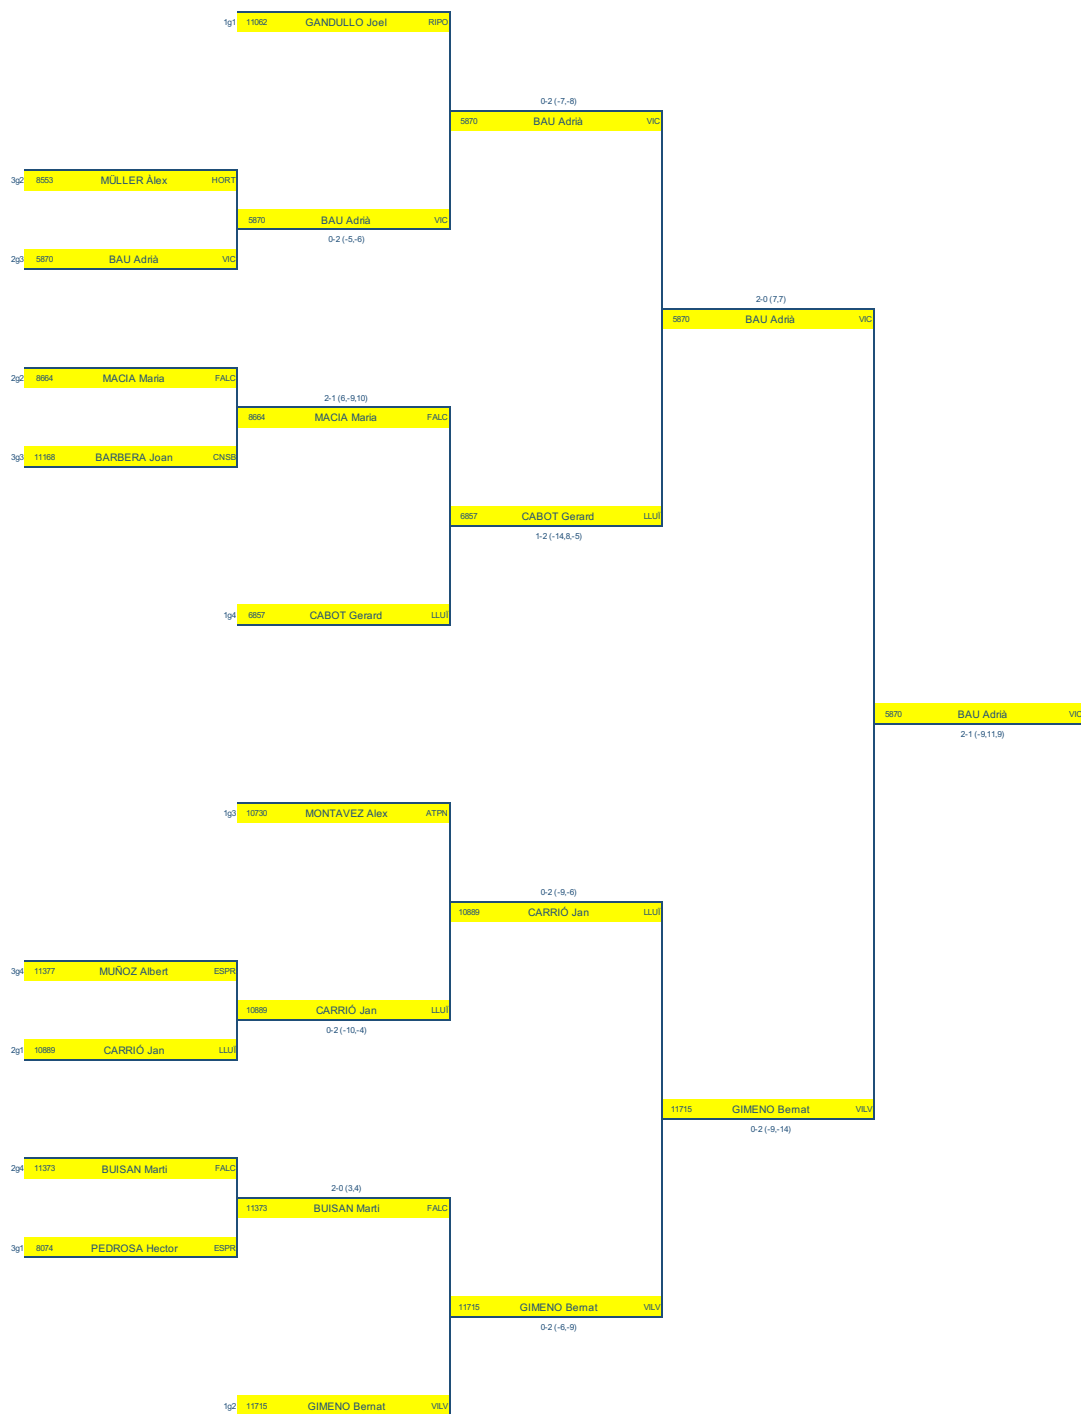 1g1 11062 GANDULLO Joel RIPO
0-2 (-7,-8)
5870 BAU Adrià VIC
3g2 8553 MÜLLER Àlex HORT
5870 BAU Adrià VIC
0-2 (-5,-6)
2g3 5870 BAU Adrià VIC
2-0 (7,7)
5870 BAU Adrià VIC
2g2 8664 MACIA Maria FALC
2-1 (6,-9,10)
8664 MACIA Maria FALC
3g3 11168 BARBERA Joan CNSB
6857 CABOT Gerard LLUÏ
1-2 (-14,8,-5)
1g4 6857 CABOT Gerard LLUÏ
5870 BAU Adrià VIC
2-1 (-9,11,9)
1g3 10730 MONTAVEZ Alex ATPN
0-2 (-9,-6)
10889 CARRIÓ Jan LLUÏ
3g4 11377 MUÑOZ Albert ESPR
10889 CARRIÓ Jan LLUÏ
0-2 (-10,-4)
2g1 10889 CARRIÓ Jan LLUÏ
11715 GIMENO Bernat VILV
0-2 (-9,-14)
2g4 11373 BUISAN Marti FALC
2-0 (3,4)
11373 BUISAN Marti FALC
3g1 8074 PEDROSA Hector ESPR
11715 GIMENO Bernat VILV
0-2 (-6,-9)
1g2 11715 GIMENO Bernat VILV